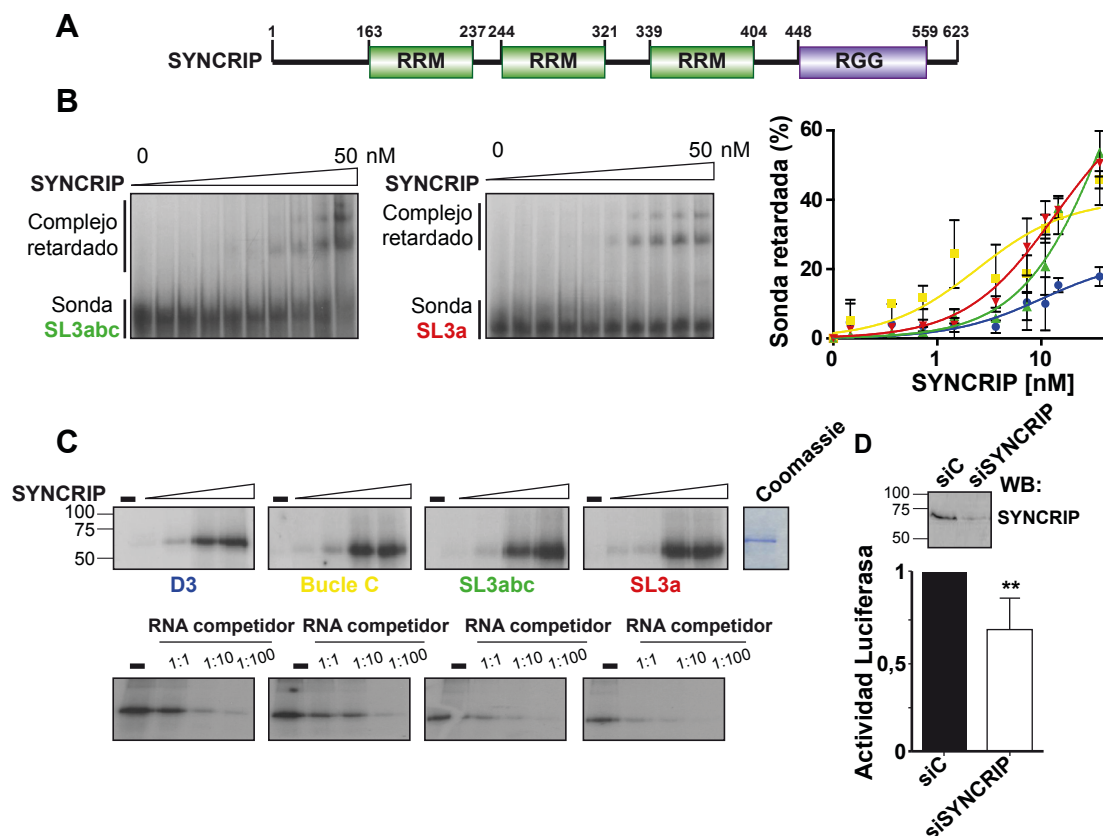 A
1 163 237 244 321 339 404 448 559 623
SYNCRIP RRM RRM RRM RGG
B
0 50 nM
SYNCRIP
Complejo
retardado
Sonda
SL3abc
0 50 nM
SYNCRIP
Complejo
retardado
Sonda
SL3a
Sonda retardada (%)
60
40
20
0
0 1 10
SYNCRIP [nM]
C
SYNCRIP
100
75
50
Coomassie
D3 Bucle C SL3abc SL3a
RNA competidor RNA competidor RNA competidor RNA competidor
1:1 1:10 1:100 1:1 1:10 1:100 1:1 1:10 1:100 1:1 1:10 1:100
D
siC siSYNCRIP
WB:
100
75
50
SYNCRIP
Actividad Luciferasa
1
0,5
0
**
siC siSYNCRIP